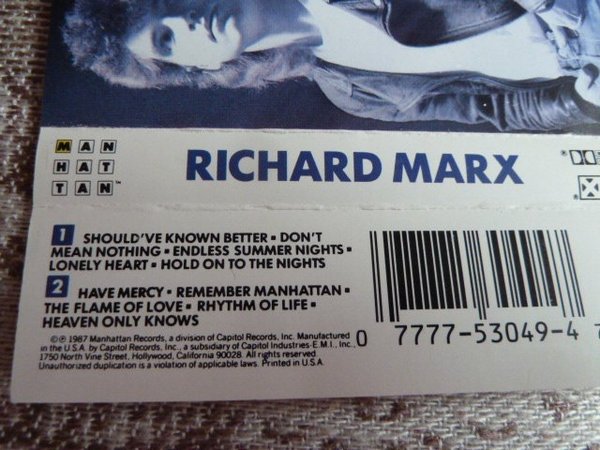 MAN
HAT
TAN™
RICHARD MARX
1 SHOULD'VE KNOWN BETTER ▪ DON'T
MEAN NOTHING ▪ ENDLESS SUMMER NIGHTS ▪
LONELY HEART ▪ HOLD ON TO THE NIGHTS
2 HAVE MERCY ▪ REMEMBER MANHATTAN ▪
THE FLAME OF LOVE ▪ RHYTHM OF LIFE ▪
HEAVEN ONLY KNOWS
©℗ 1987 Manhattan Records, a division of Capitol Records, Inc. Manufactured
in the U.S.A. by Capitol Records, Inc., a subsidiary of Capitol Industries-E.M.I., Inc.,
1750 North Vine Street, Hollywood, California 90028. All rights reserved.
Unauthorized duplication is a violation of applicable laws. Printed in U.S.A.
0 7777-53049-4 7